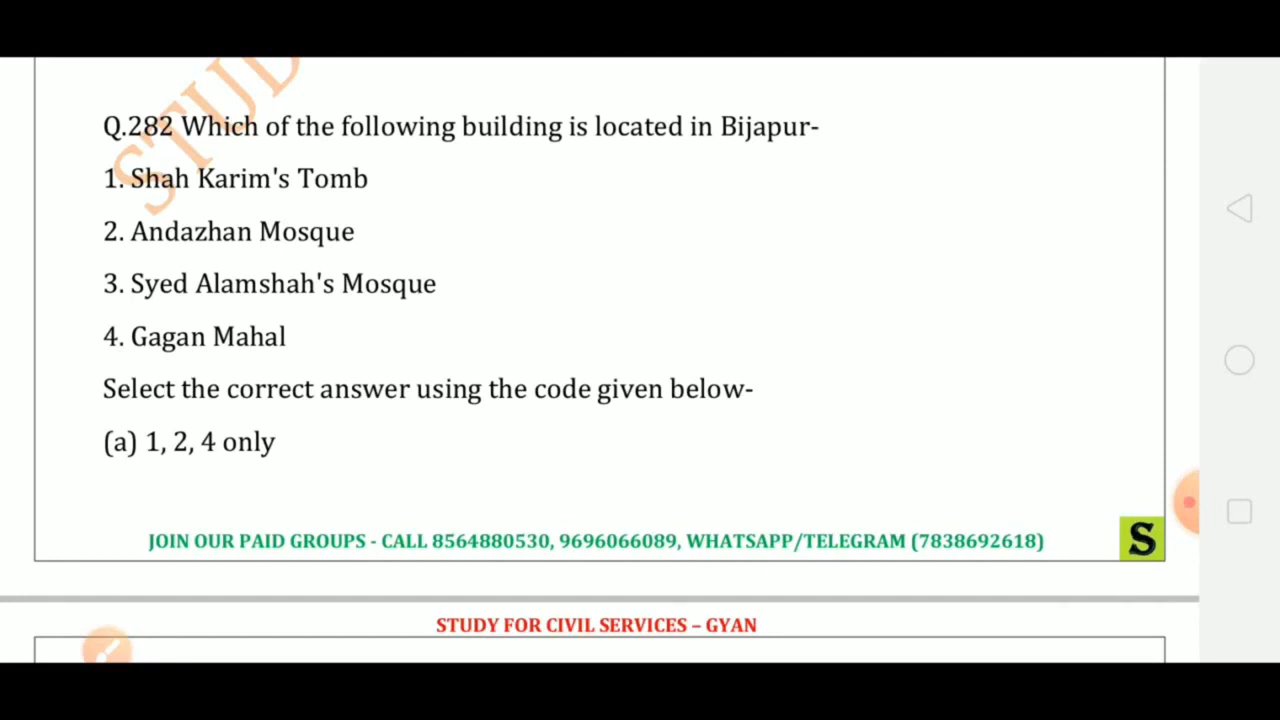 STUD
Q.282 Which of the following building is located in Bijapur-
1. Shah Karim's Tomb
2. Andazhan Mosque
3. Syed Alamshah's Mosque
4. Gagan Mahal
Select the correct answer using the code given below-
(a) 1, 2, 4 only
JOIN OUR PAID GROUPS - CALL 8564880530, 9696066089, WHATSAPP/TELEGRAM (7838692618)
S
STUDY FOR CIVIL SERVICES – GYAN